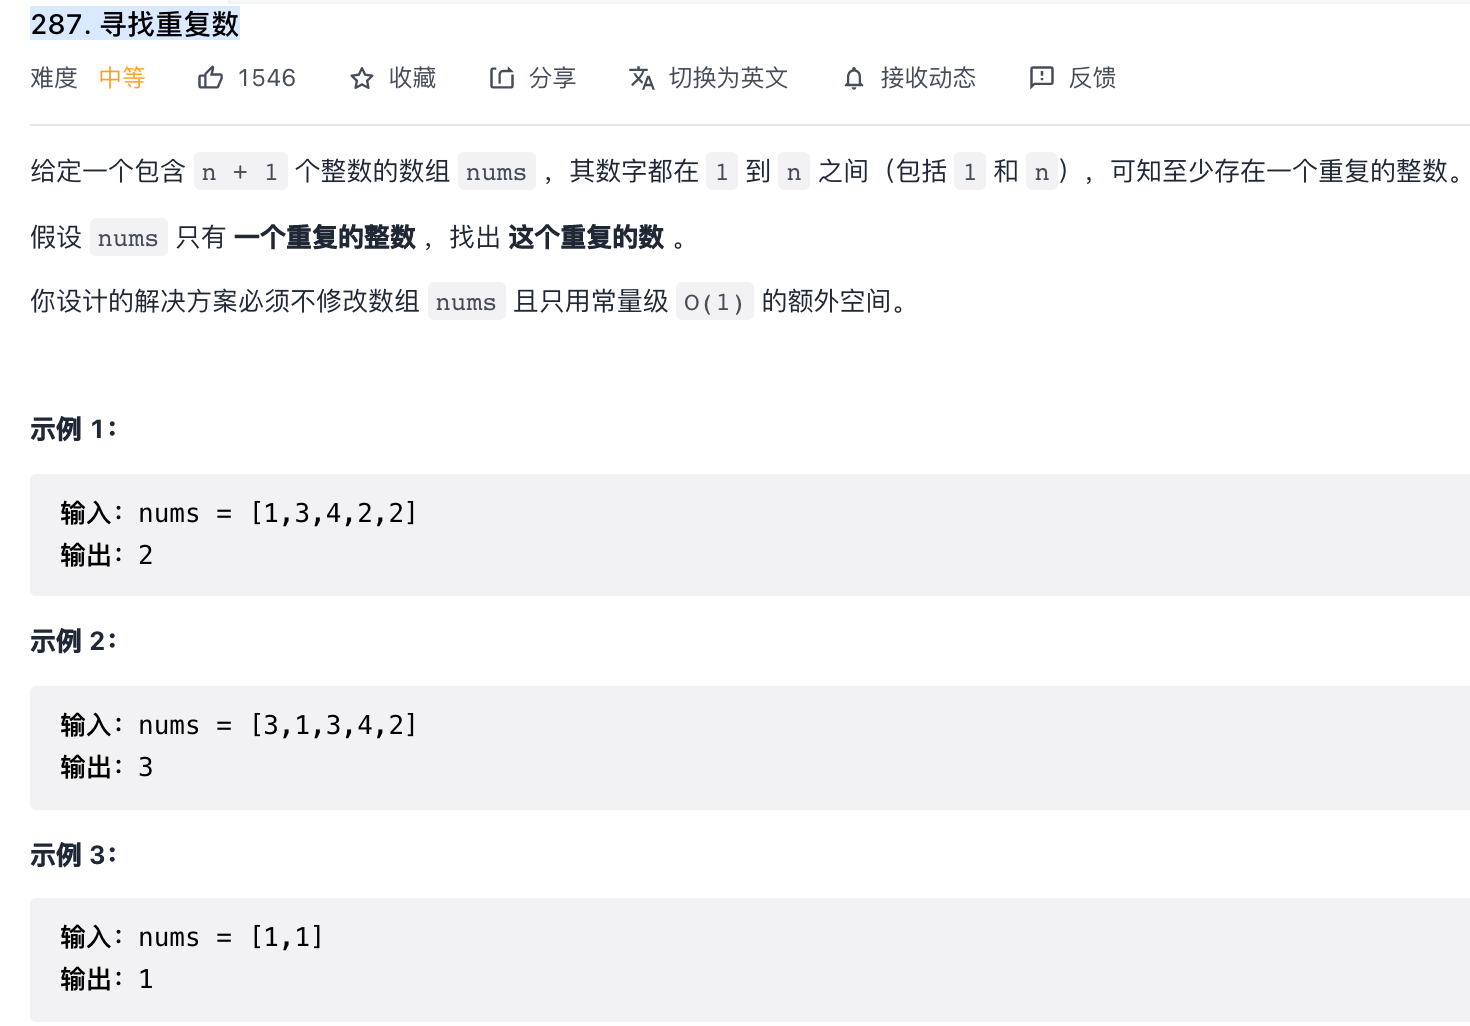 287. 寻找重复数
难度 中等 1546 收藏 分享 切换为英文 接收动态 反馈
给定一个包含 n + 1 个整数的数组 nums ，其数字都在 1 到 n 之间（包括 1 和 n），可知至少存在一个重复的整数。
假设 nums 只有 一个重复的整数 ，找出 这个重复的数 。
你设计的解决方案必须不修改数组 nums 且只用常量级 O(1) 的额外空间。
示例 1：
输入：nums = [1,3,4,2,2]
输出：2
示例 2：
输入：nums = [3,1,3,4,2]
输出：3
示例 3：
输入：nums = [1,1]
输出：1